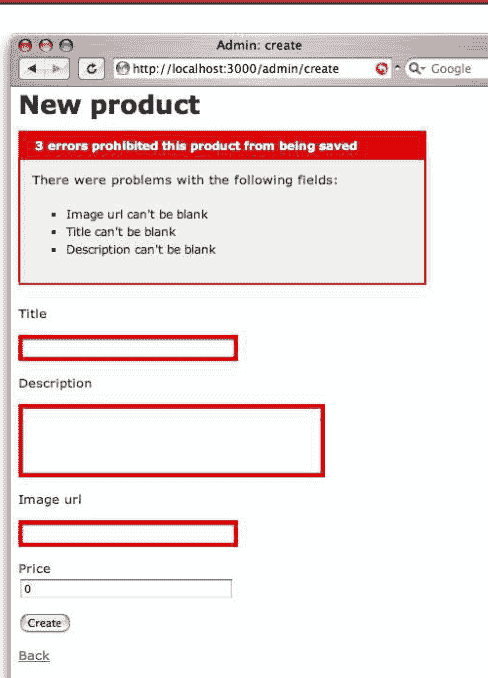 Admin: create
http://localhost:3000/admin/create
Google
New product
3 errors prohibited this product from being saved
There were problems with the following fields:
Image url can't be blank
Title can't be blank
Description can't be blank
Title
Description
Image url
Price
0
Create
Back